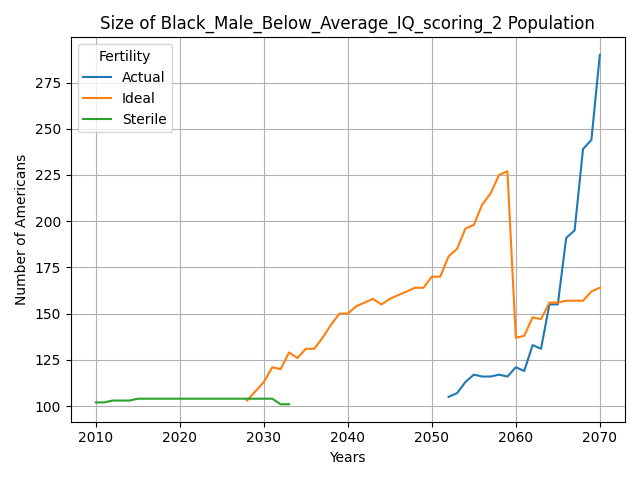 Size of Black_Male_Below_Average_IQ_scoring_2 Population
Fertility
Actual
Ideal
Sterile
Number of Americans
275
250
225
200
175
150
125
100
2010 2020 2030 2040 2050 2060 2070
Years